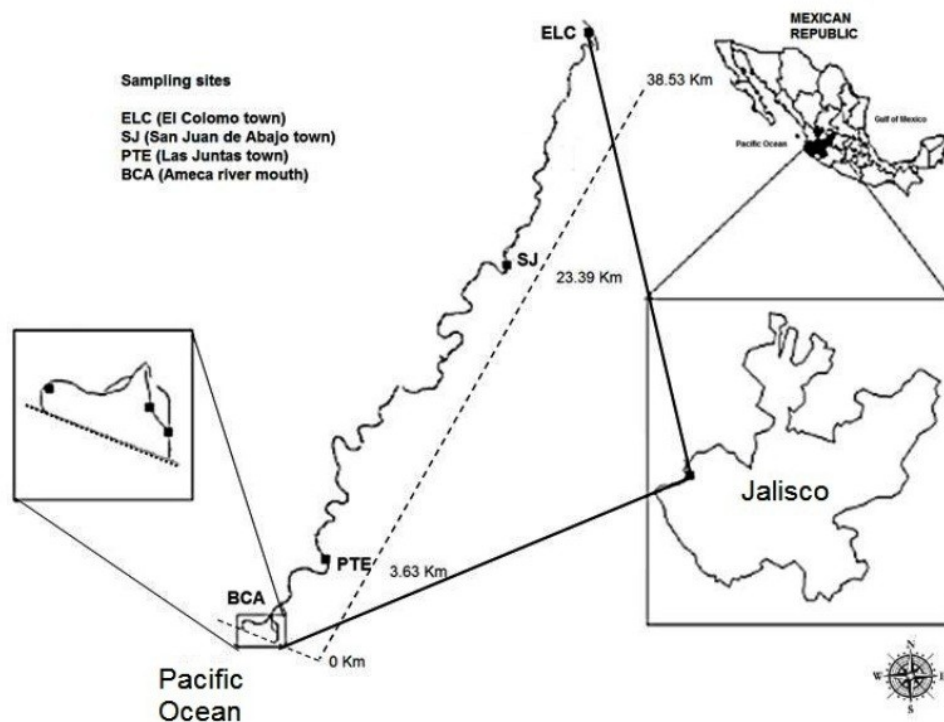 ELC
MEXICAN
REPUBLIC
Sampling sites
38.53 Km
ELC (El Colomo town)
SJ (San Juan de Abajo town)
PTE (Las Juntas town)
BCA (Ameca river mouth)
Gulf of Mexico
Pacific Ocean
SJ
23.39 Km
Jalisco
PTE
3.63 Km
BCA
0 Km
Pacific
Ocean
N
W
E
S